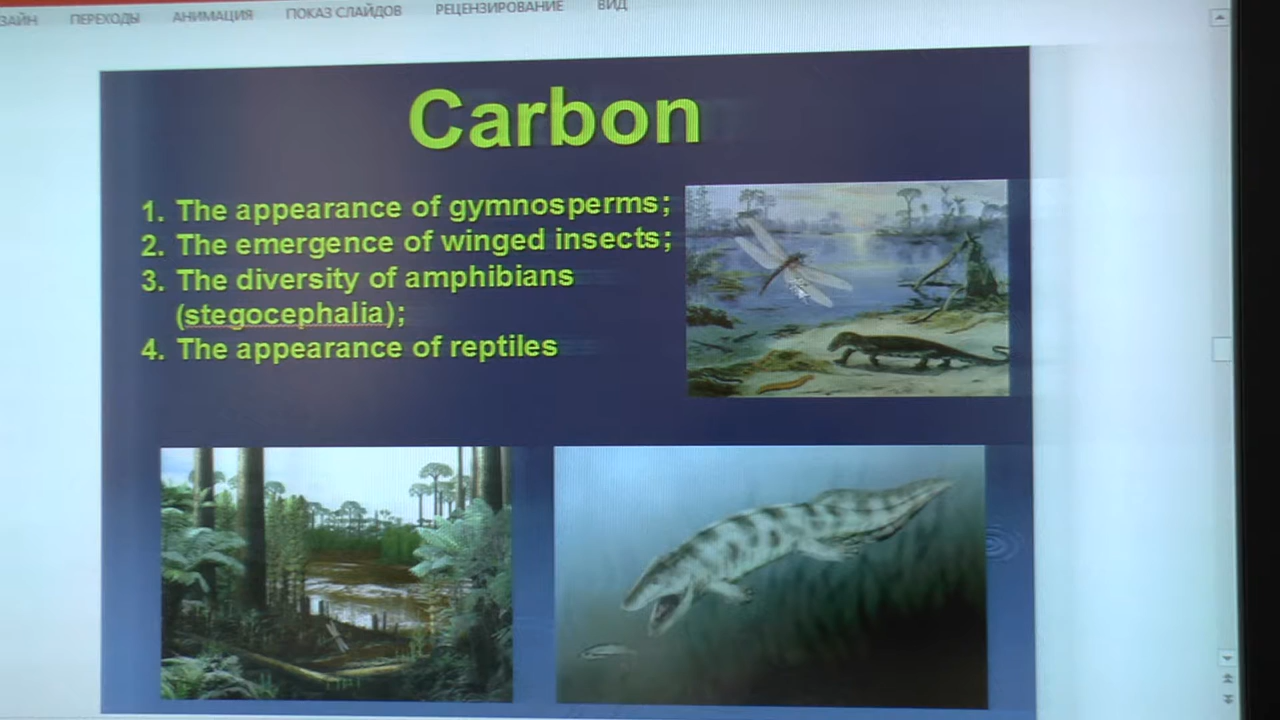 ЗАЙН ПЕРЕХОДЫ АНИМАЦИЯ ПОКАЗ СЛАЙДОВ РЕЦЕНЗИРОВАНИЕ ВИД
Carbon
1. The appearance of gymnosperms;
2. The emergence of winged insects;
3. The diversity of amphibians
(stegocephalia);
4. The appearance of reptiles